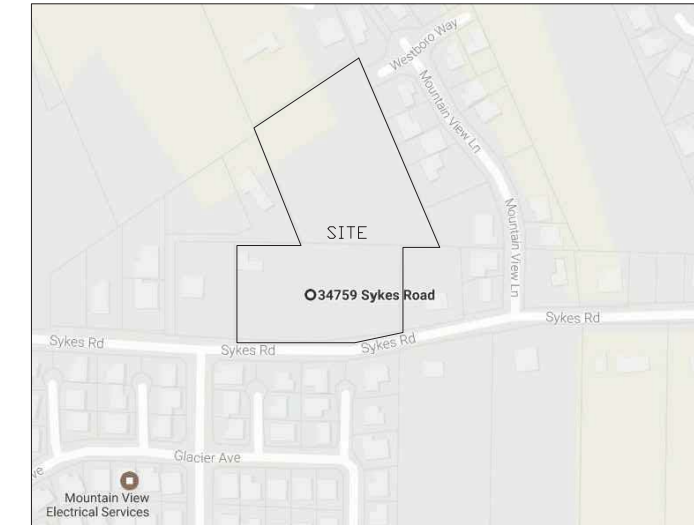 Westboro Way
Mountain View Ln
Mountain View Ln
SITE
34759 Sykes Road
Sykes Rd
Sykes Rd
Sykes Rd
Sykes Rd
Glacier Ave
ve
Mountain View
Electrical Services